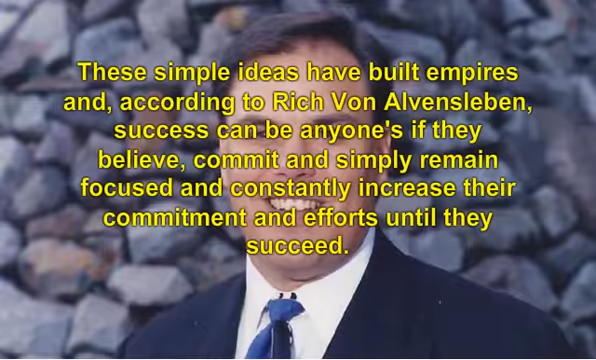 These simple ideas have built empires
and, according to Rich Von Alvensleben,
success can be anyone's if they
believe, commit and simply remain
focused and constantly increase their
commitment and efforts until they
succeed.